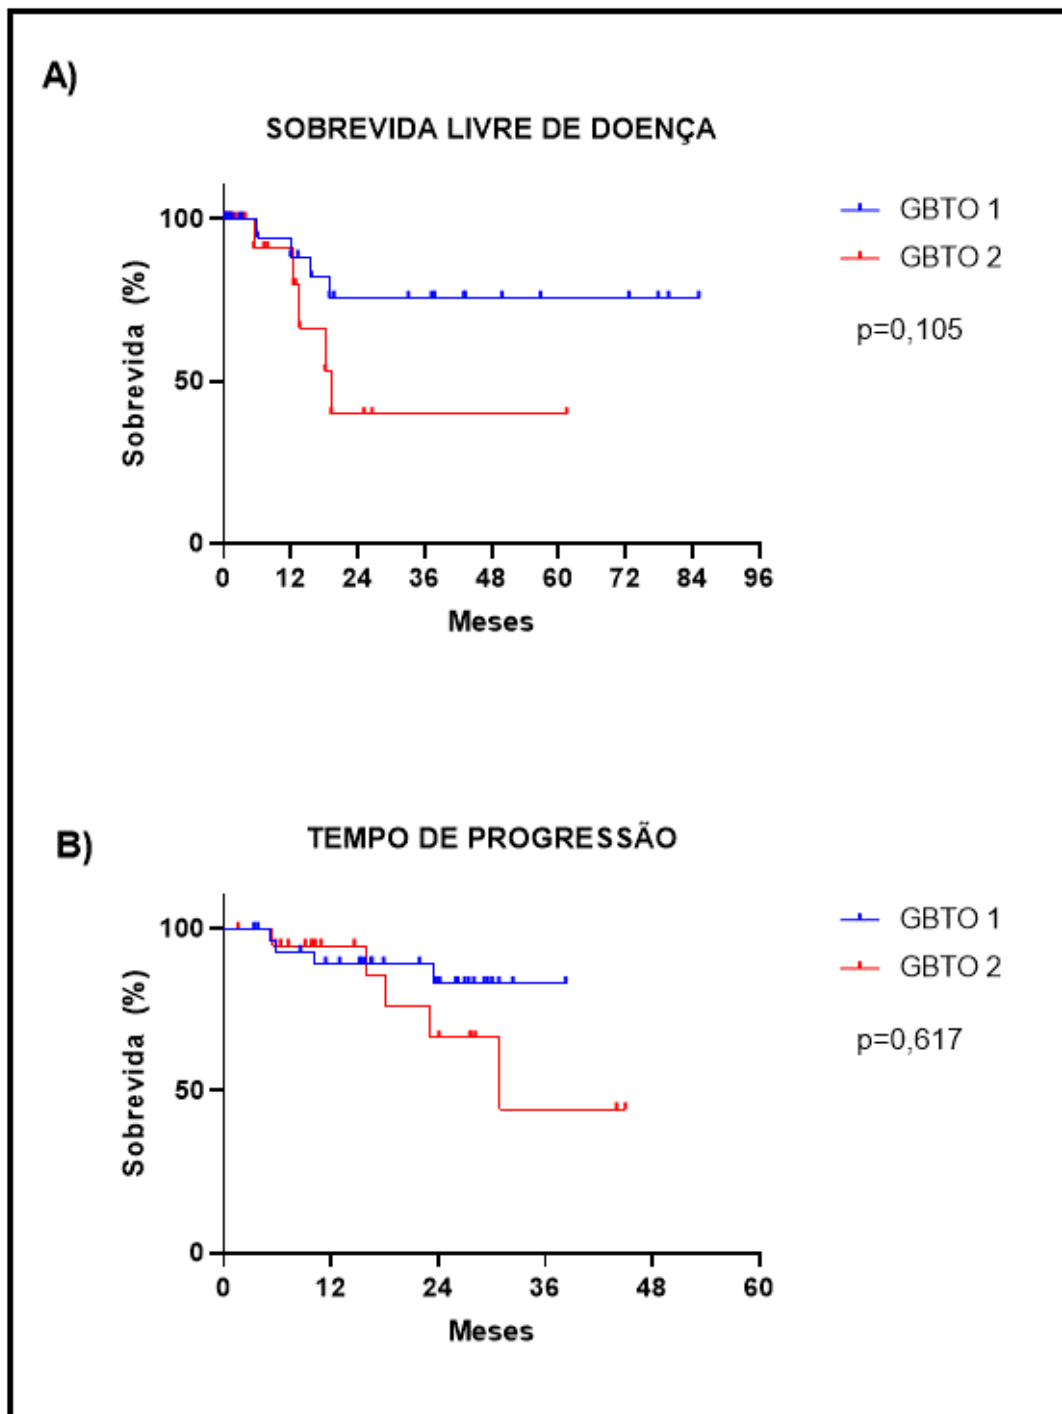 A)
SOBREVIDA LIVRE DE DOENÇA
GBTO 1
GBTO 2
p=0,105
Sobrevida (%)
100
50
0
0 12 24 36 48 60 72 84 96
Meses
B)
TEMPO DE PROGRESSÃO
GBTO 1
GBTO 2
p=0,617
Sobrevida (%)
100
50
0
0 12 24 36 48 60
Meses